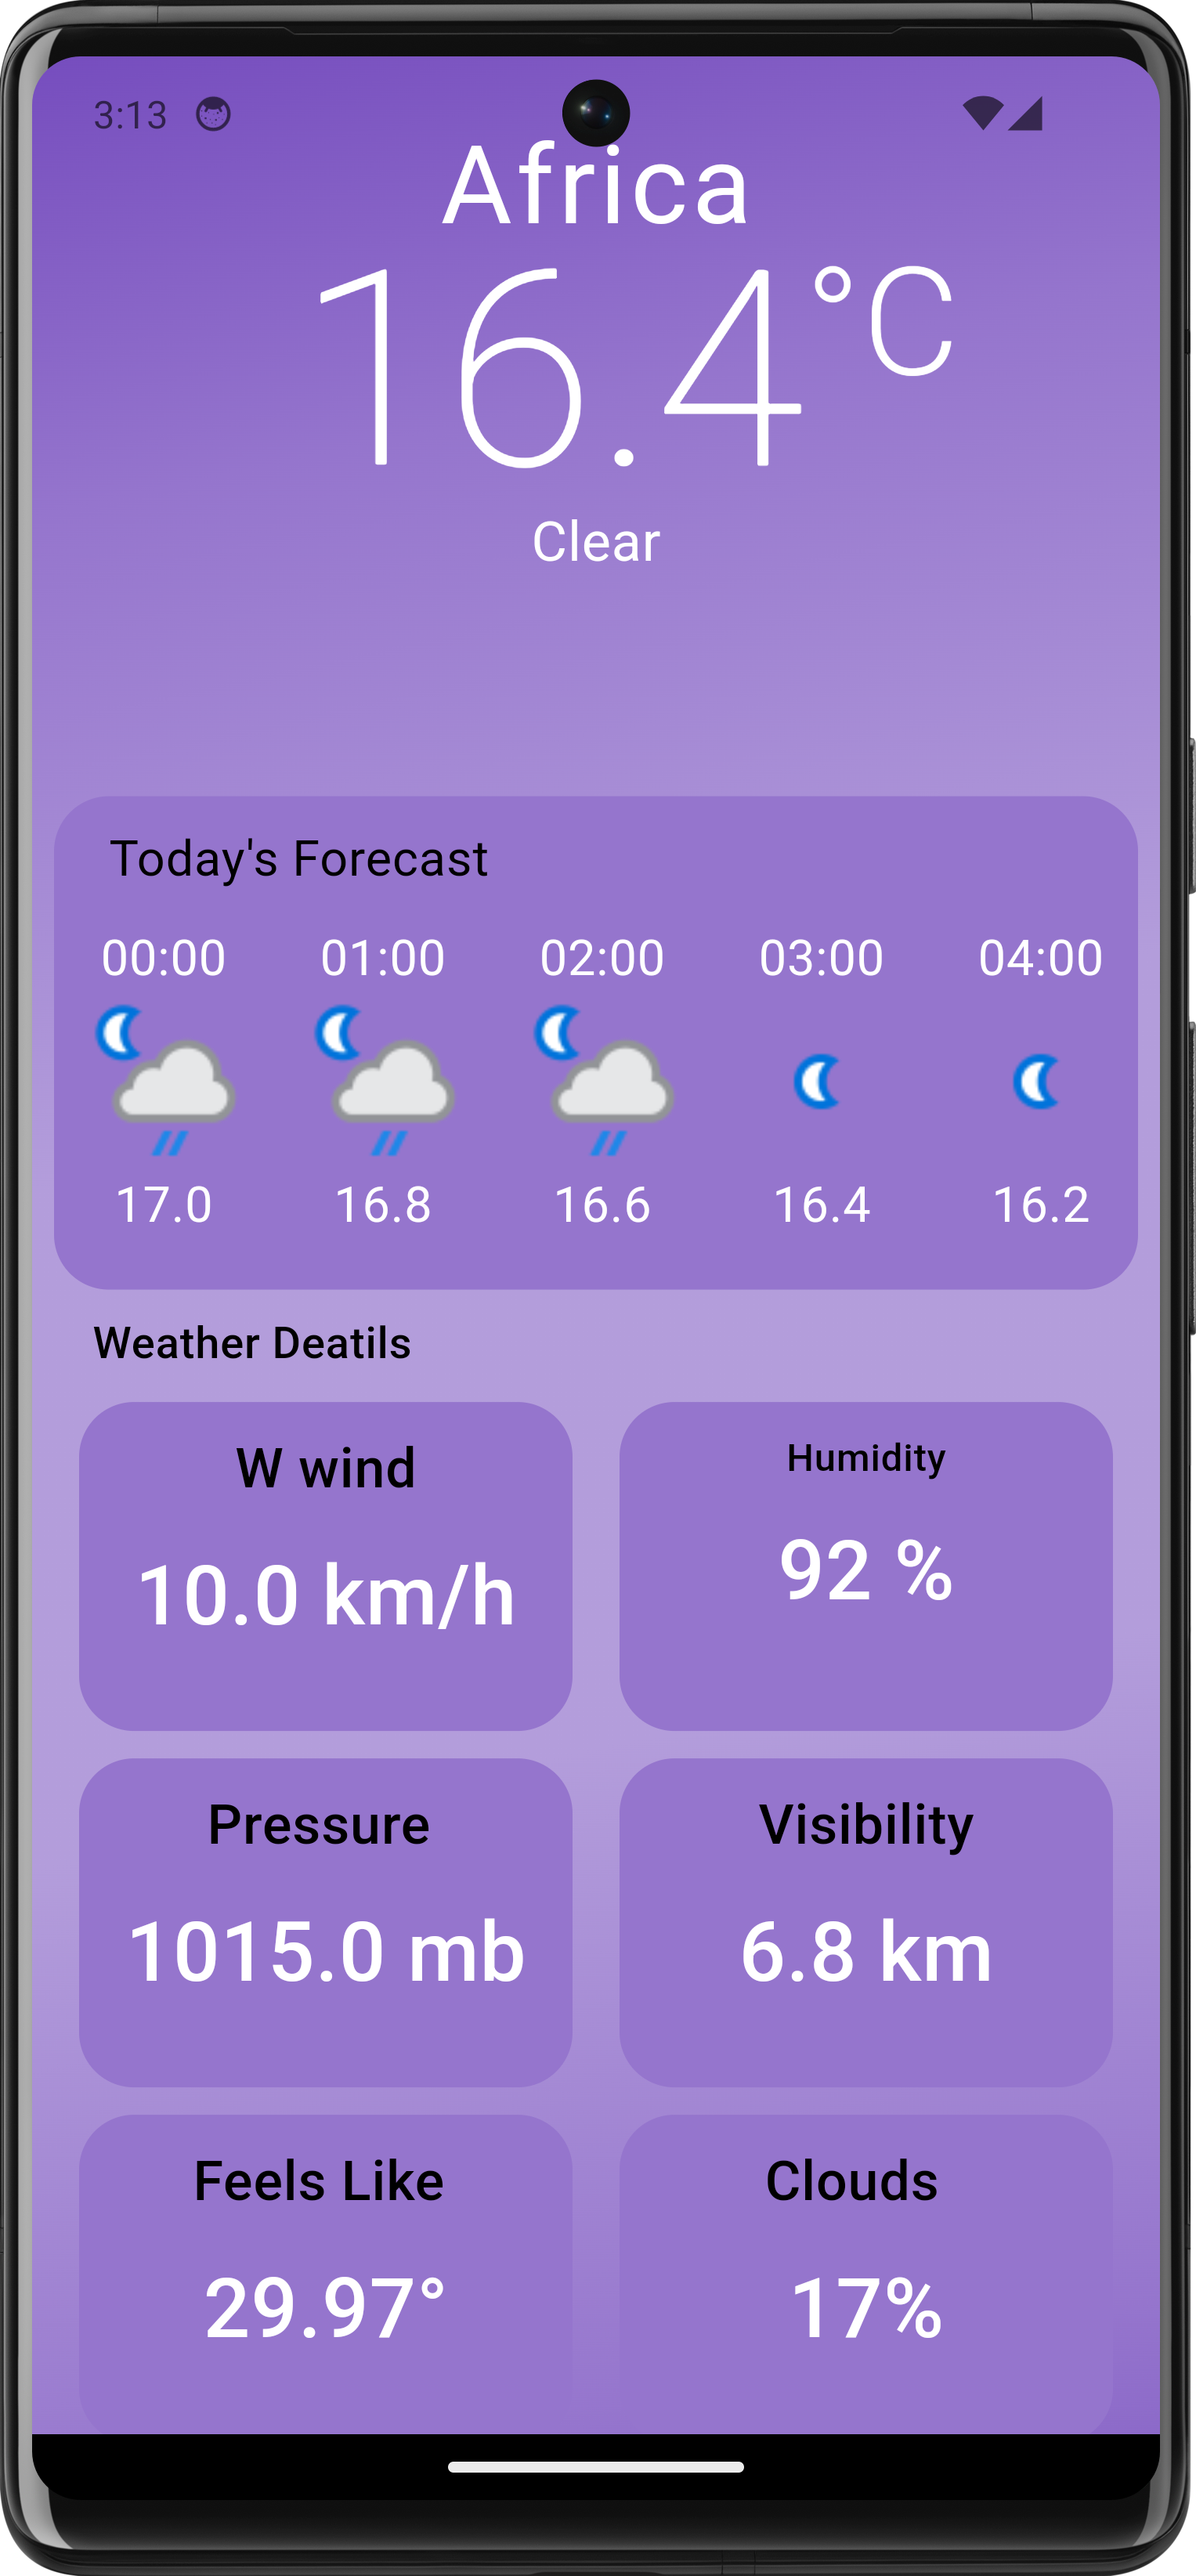 3:13
Africa
16.4°C
Clear
Today's Forecast
00:00 01:00 02:00 03:00 04:00
17.0 16.8 16.6 16.4 16.2
Weather Deatils
W wind Humidity
10.0 km/h 92 %
Pressure Visibility
1015.0 mb 6.8 km
Feels Like Clouds
29.97° 17%